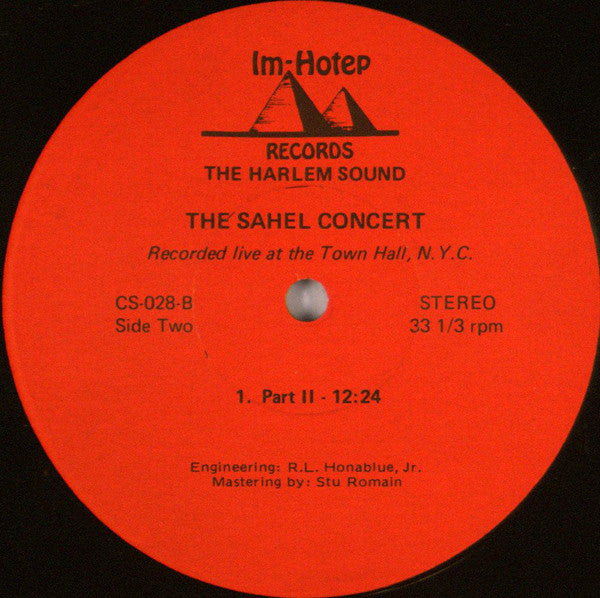 Im-Hotep
RECORDS
THE HARLEM SOUND
THE SAHEL CONCERT
Recorded live at the Town Hall, N.Y.C.
CS-028-B
STEREO
Side Two
33 1/3 rpm
1. Part II - 12:24
Engineering: R.L. Honablue, Jr.
Mastering by: Stu Romain